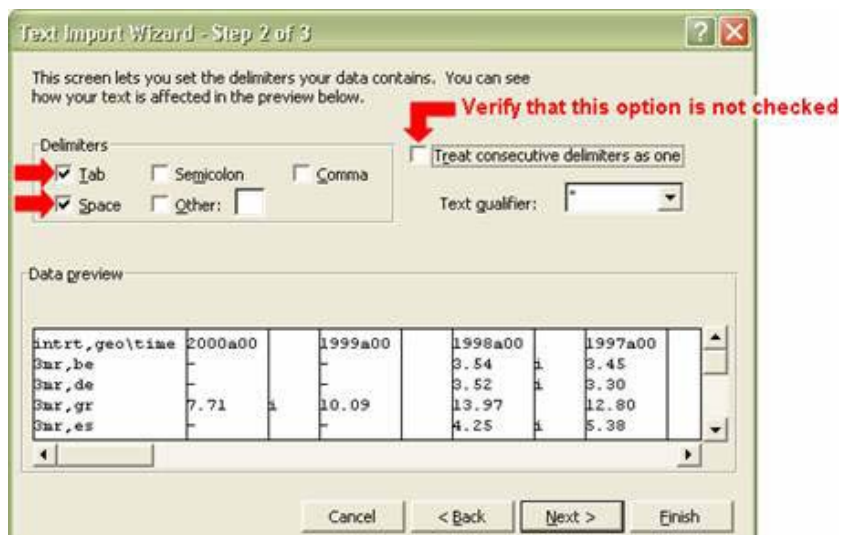 Text Import Wizard - Step 2 of 3
This screen lets you set the delimiters your data contains. You can see
how your text is affected in the preview below.
Verify that this option is not checked
Delimiters
Tab Semicolon Comma
Space Other:
Treat consecutive delimiters as one
Text qualifier: "
Data preview
intrt,geo\time 2000a00 1999a00 1998a00 1997a00
3mr,be - - 3.54 i 3.45
3mr,de - - 3.52 i 3.30
3mr,gr 7.71 i 10.09 13.97 12.80
3mr,es - - 4.25 i 5.38
Cancel < Back Next > Finish